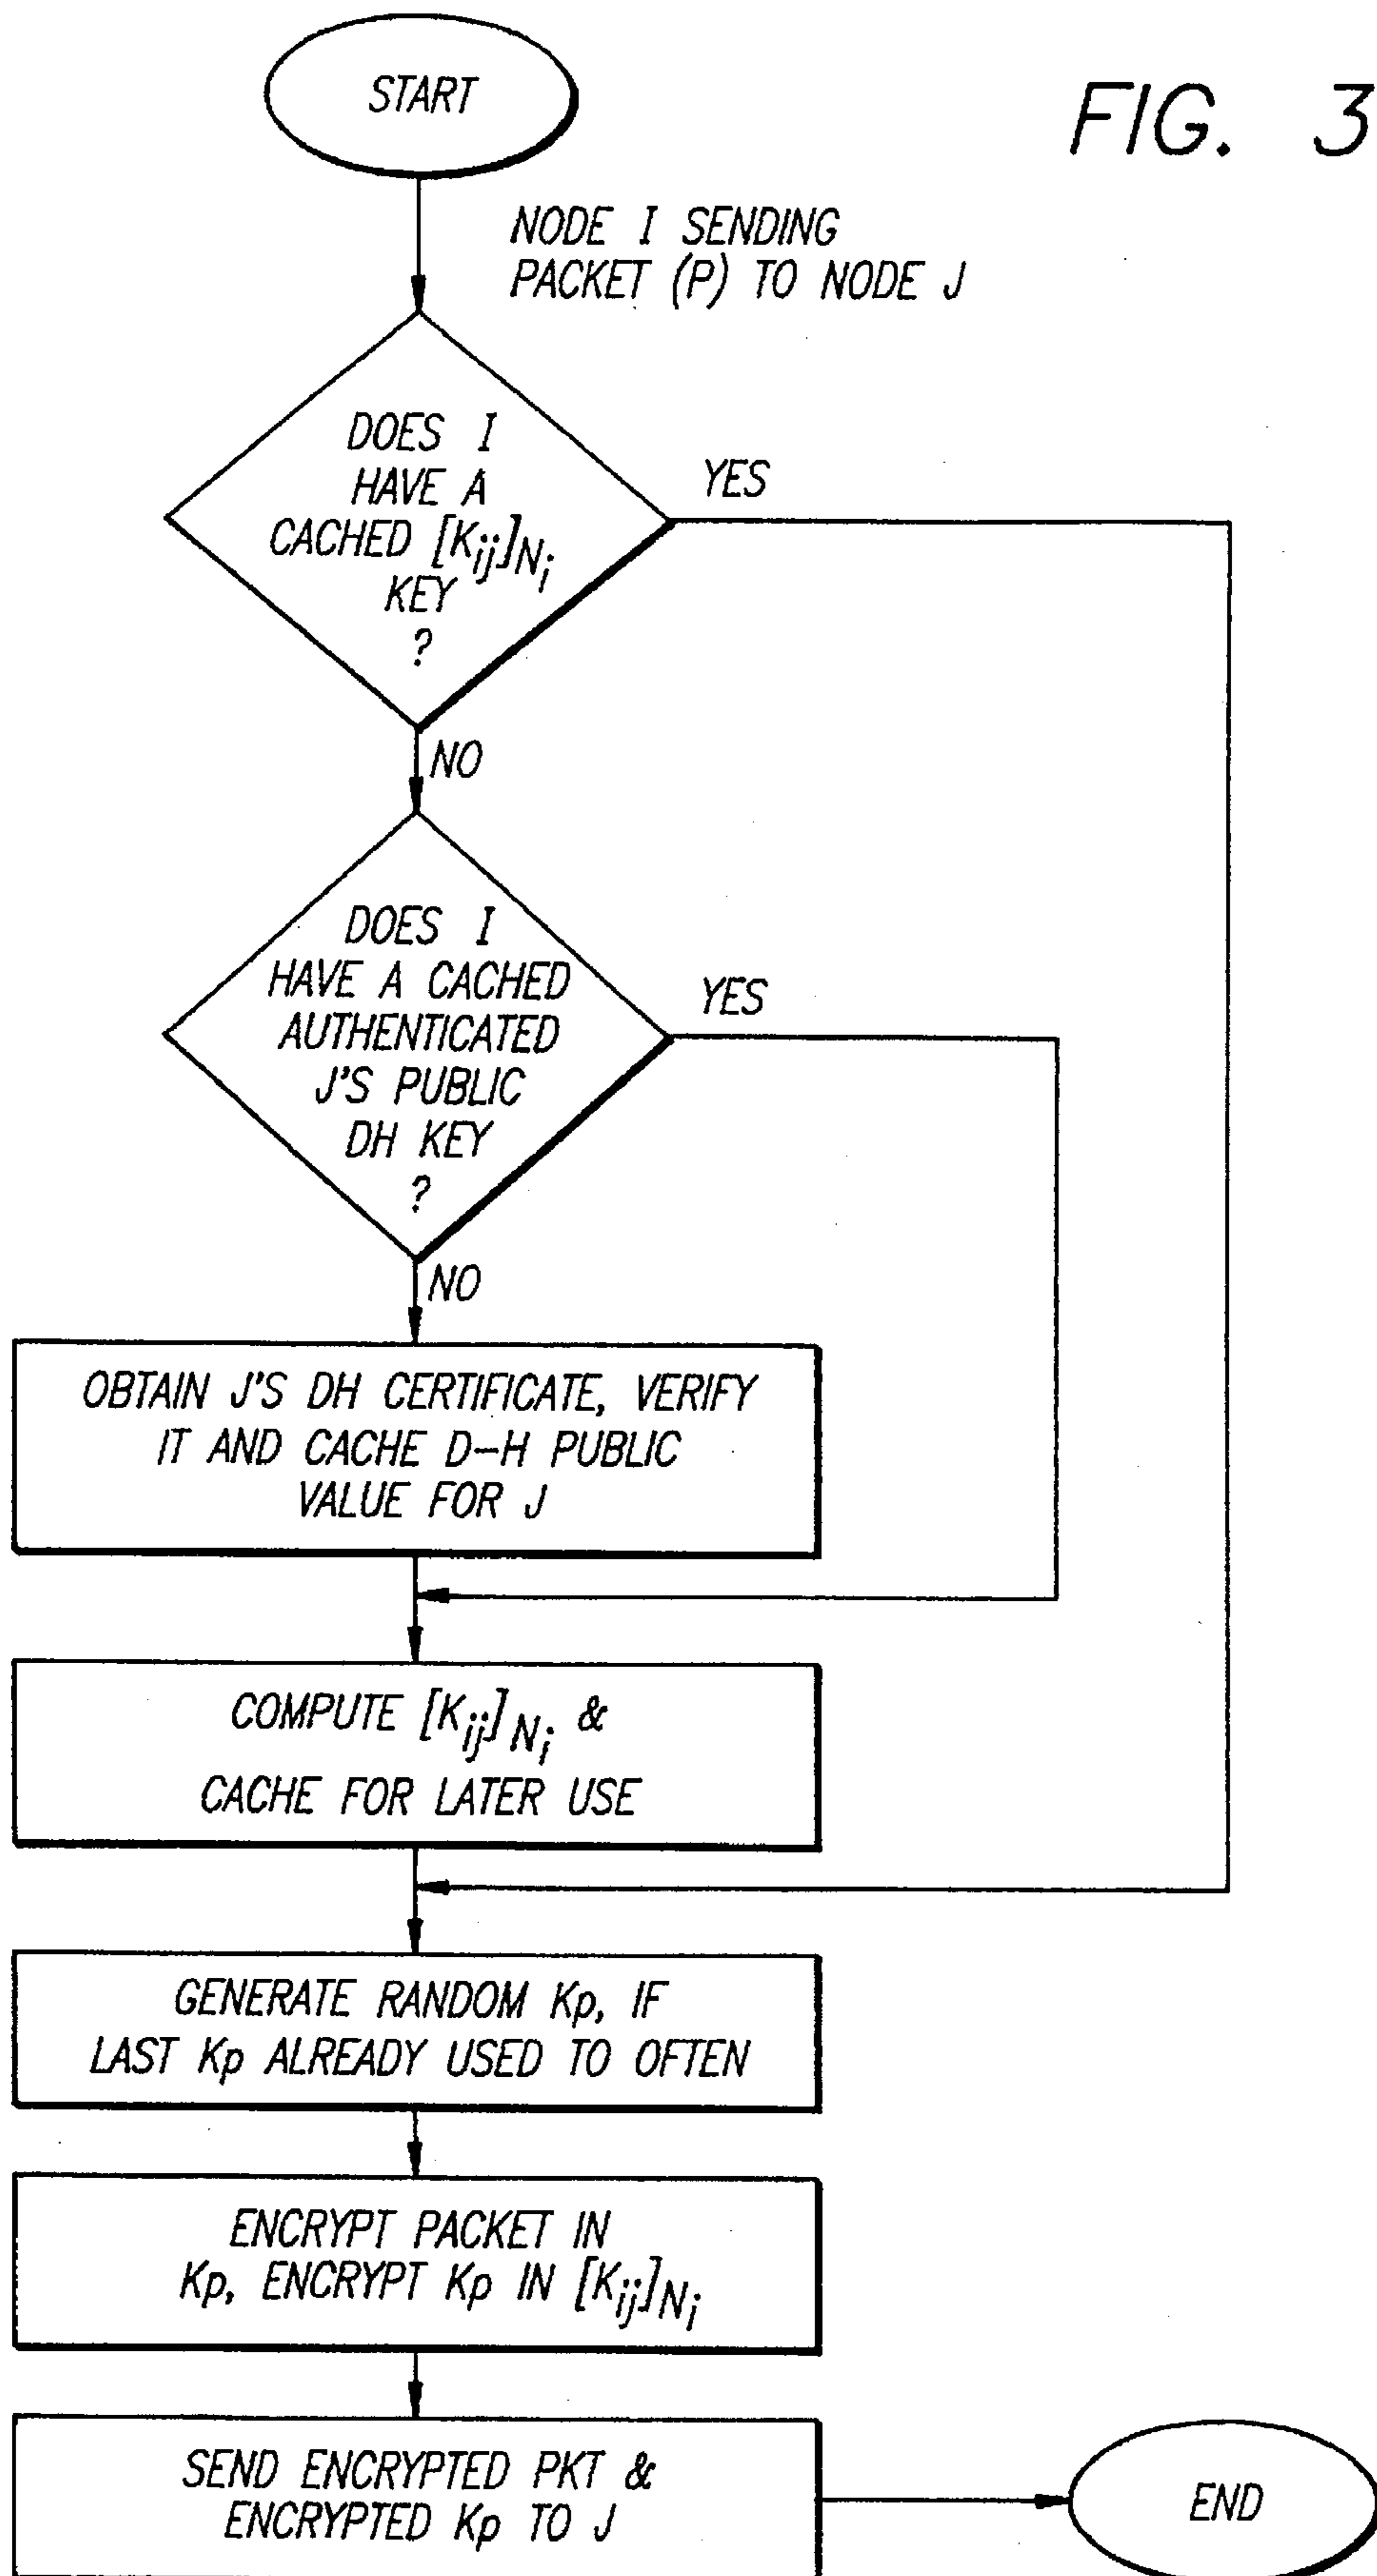 START
FIG. 3
NODE I SENDING
PACKET (P) TO NODE J
DOES I
HAVE A
CACHED [Kij]Ni
KEY
?
YES
NO
DOES I
HAVE A CACHED
AUTHENTICATED
J'S PUBLIC
DH KEY
?
YES
NO
OBTAIN J'S DH CERTIFICATE, VERIFY
IT AND CACHE D-H PUBLIC
VALUE FOR J
COMPUTE [Kij]Ni &
CACHE FOR LATER USE
GENERATE RANDOM Kp, IF
LAST Kp ALREADY USED TO OFTEN
ENCRYPT PACKET IN
Kp, ENCRYPT Kp IN [Kij]Ni
SEND ENCRYPTED PKT &
ENCRYPTED Kp TO J
END